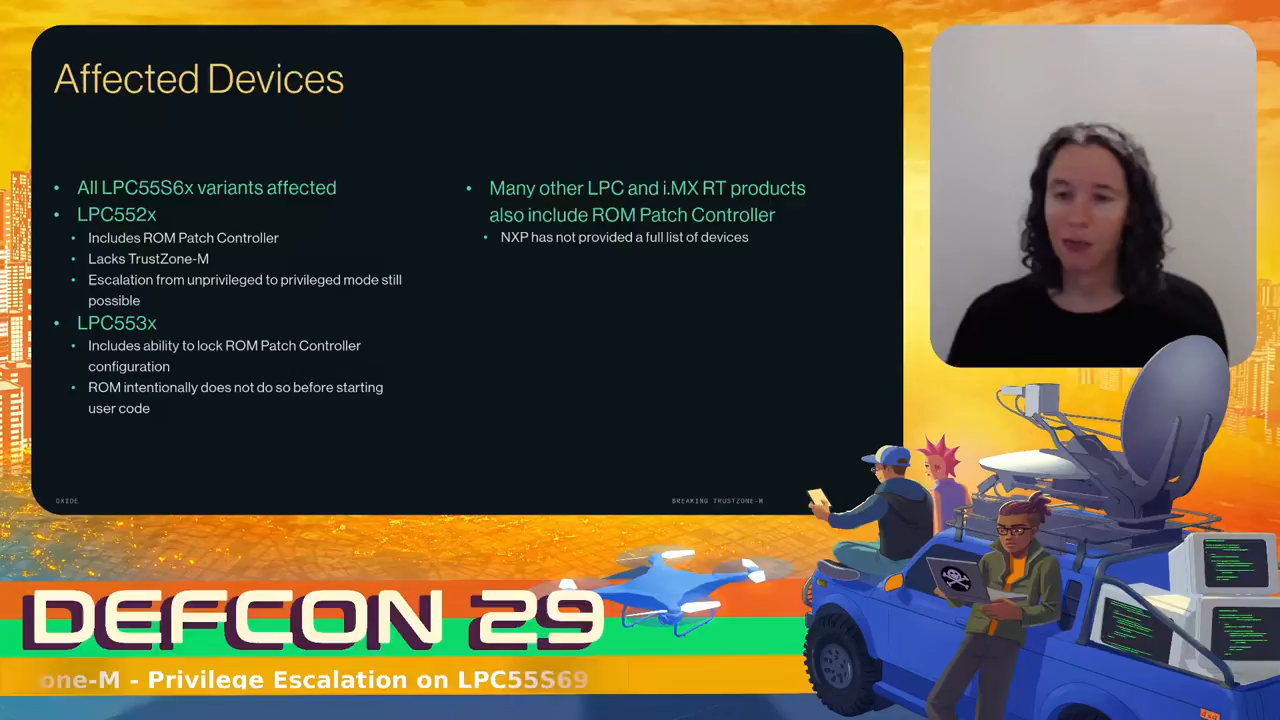 Affected Devices
• All LPC55S6x variants affected
• LPC552x
• Includes ROM Patch Controller
• Lacks TrustZone-M
• Escalation from unprivileged to privileged mode still
possible
• LPC553x
• Includes ability to lock ROM Patch Controller
configuration
• ROM intentionally does not do so before starting
user code
• Many other LPC and i.MX RT products
also include ROM Patch Controller
• NXP has not provided a full list of devices
OXIDE
BREAKING TRUSTZONE-M
DEFCON 29
one-M - Privilege Escalation on LPC55S69